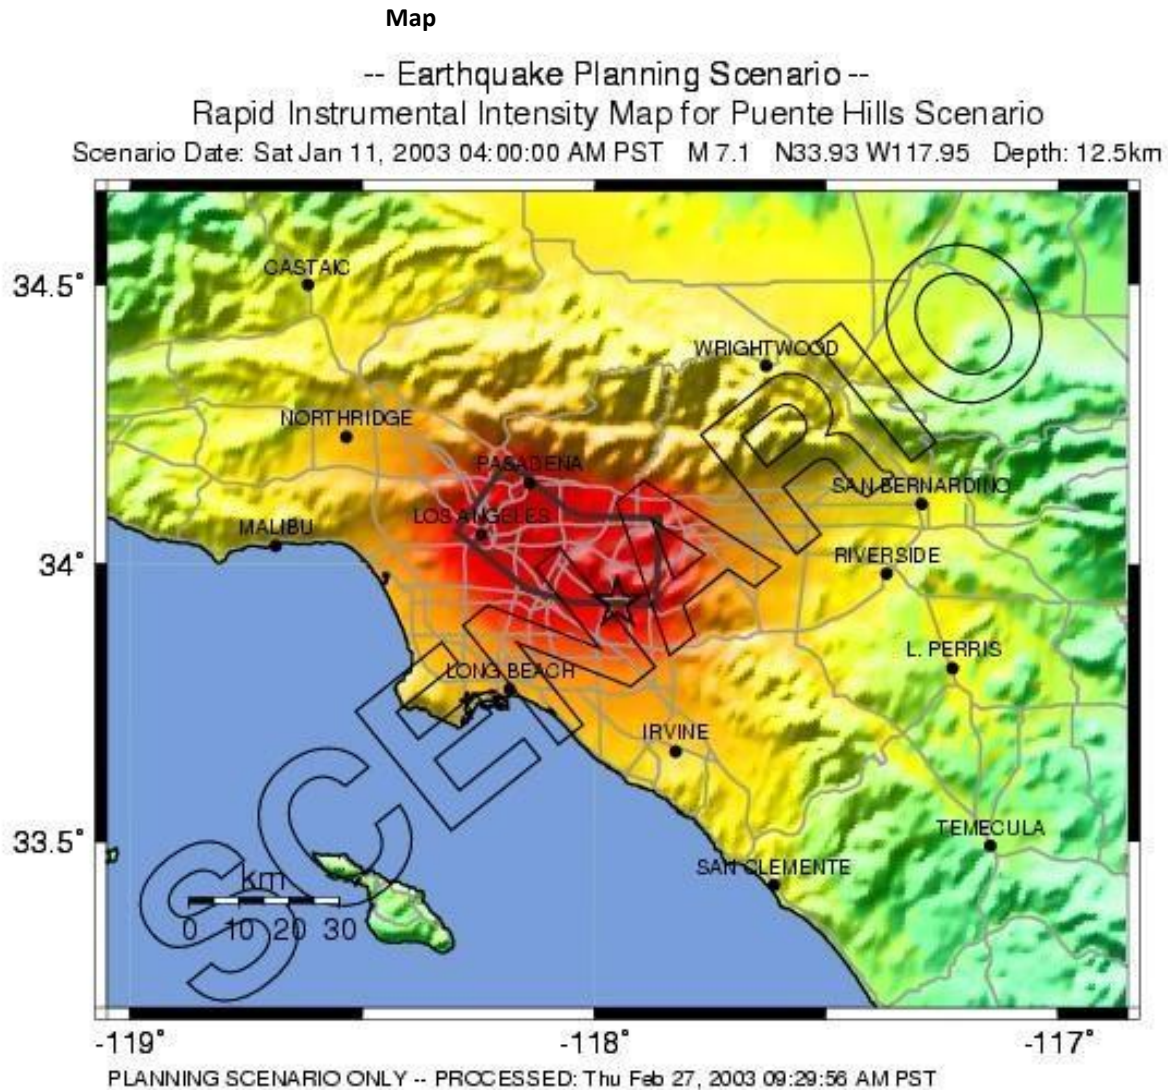 Map
-- Earthquake Planning Scenario --
Rapid Instrumental Intensity Map for Puente Hills Scenario
Scenario Date: Sat Jan 11, 2003 04:00:00 AM PST M 7.1 N33.93 W117.95 Depth: 12.5km
CASTAIC
34.5°
WRIGHTWOOD
NORTHRIDGE
PASADENA
SAN BERNARDINO
LOS ANGELES
MALIBU
34°
RIVERSIDE
L. PERRIS
LONG BEACH
IRVINE
TEMECULA
33.5°
SAN CLEMENTE
km
0 10 20 30
SCENARIO
-119° -118° -117°
PLANNING SCENARIO ONLY -- PROCESSED: Thu Feb 27, 2003 09:29:56 AM PST